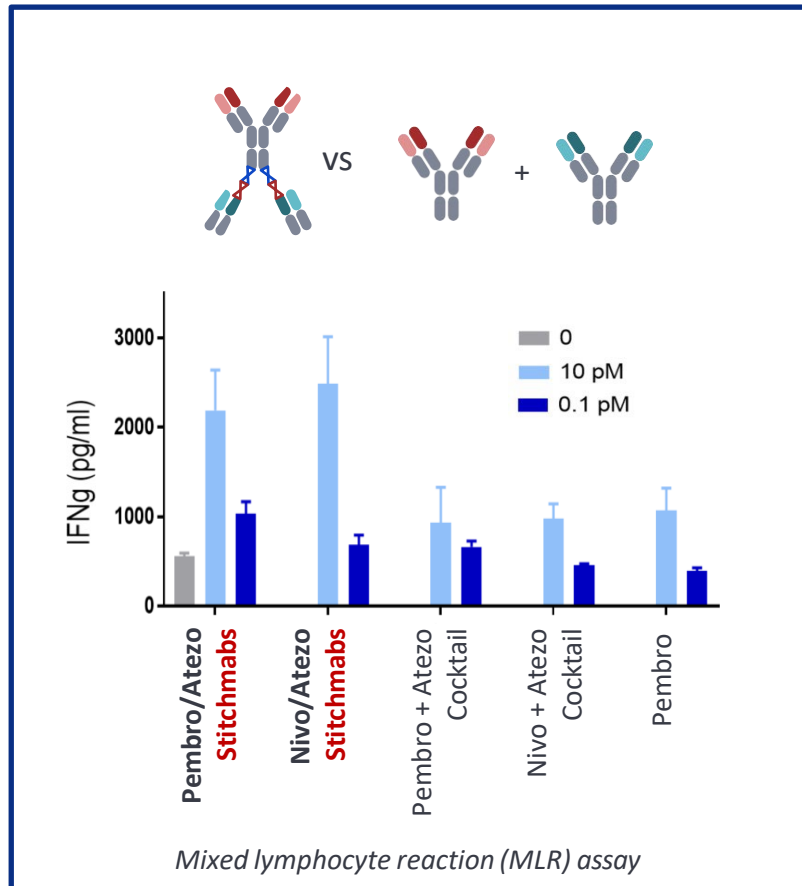 vs
+
3000
2000
1000
0
IFNg (pg/ml)
0
10 pM
0.1 pM
Pembro/Atezo
Stitchmabs
Nivo/Atezo
Stitchmabs
Pembro + Atezo
Cocktail
Nivo + Atezo
Cocktail
Pembro
Mixed lymphocyte reaction (MLR) assay